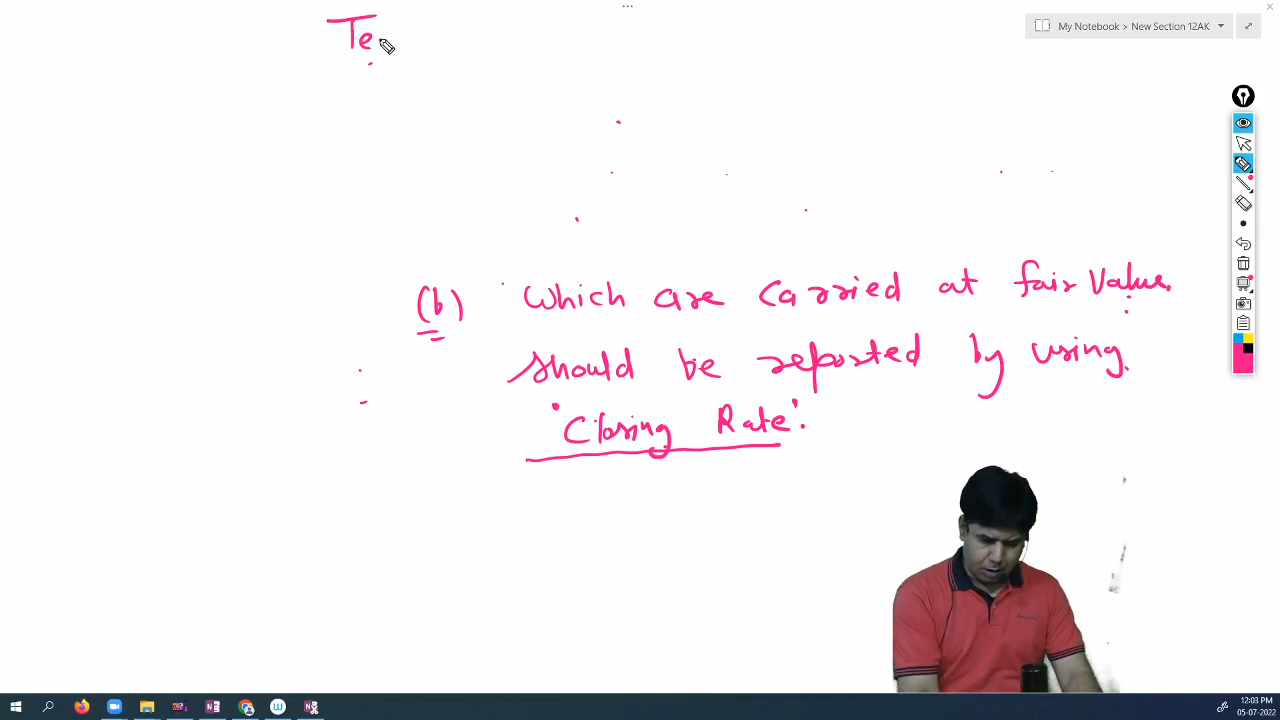 My Notebook > New Section 12AK
Te
(b) Which are carried at fair Value.
should be reported by using.
'Closing Rate'.
12:03 PM
05-07-2022